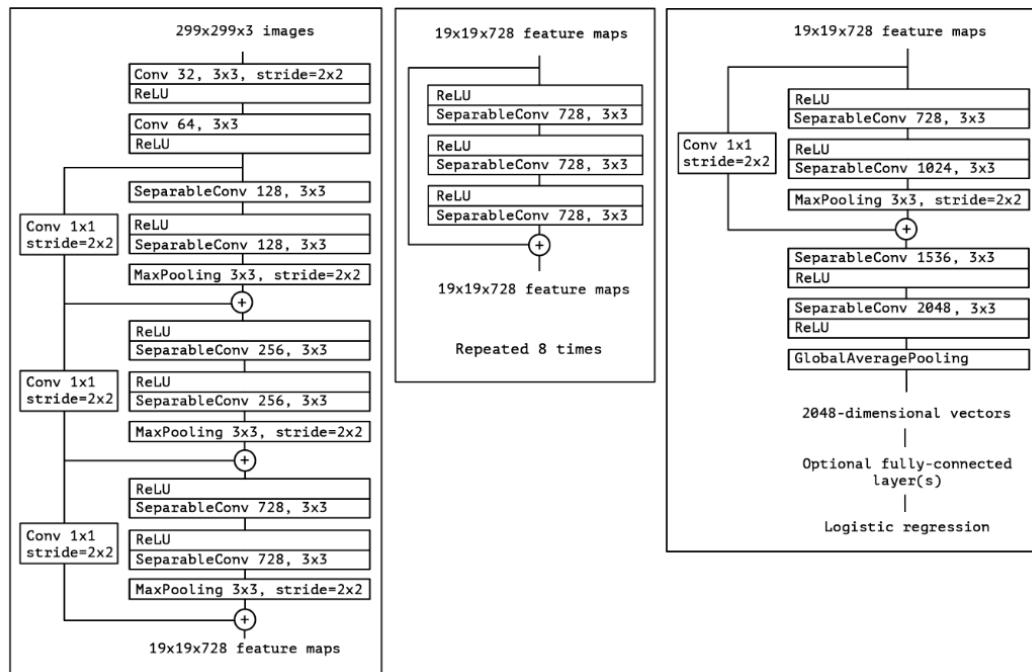 299x299x3 images
Conv 32, 3x3, stride=2x2
ReLU
Conv 64, 3x3
ReLU
SeparableConv 128, 3x3
Conv 1x1
stride=2x2
ReLU
SeparableConv 128, 3x3
MaxPooling 3x3, stride=2x2
+
ReLU
SeparableConv 256, 3x3
Conv 1x1
stride=2x2
ReLU
SeparableConv 256, 3x3
MaxPooling 3x3, stride=2x2
+
ReLU
SeparableConv 728, 3x3
Conv 1x1
stride=2x2
ReLU
SeparableConv 728, 3x3
MaxPooling 3x3, stride=2x2
+
19x19x728 feature maps
19x19x728 feature maps
ReLU
SeparableConv 728, 3x3
ReLU
SeparableConv 728, 3x3
ReLU
SeparableConv 728, 3x3
+
19x19x728 feature maps
Repeated 8 times
19x19x728 feature maps
ReLU
SeparableConv 728, 3x3
Conv 1x1
stride=2x2
ReLU
SeparableConv 1024, 3x3
MaxPooling 3x3, stride=2x2
+
SeparableConv 1536, 3x3
ReLU
SeparableConv 2048, 3x3
ReLU
GlobalAveragePooling
2048-dimensional vectors
Optional fully-connected
layer(s)
Logistic regression